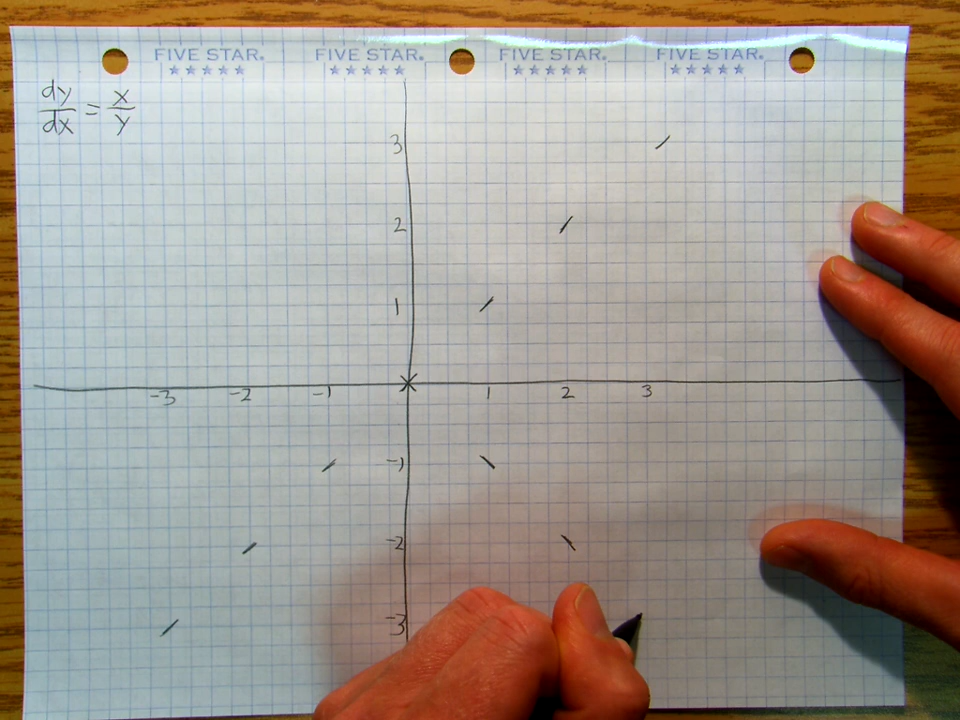 FIVE STAR. FIVE STAR. FIVE STAR. FIVE STAR.
★★★★★ ★★★★★ ★★★★★ ★★★★★
dy/dx = x/y
3
2
1
-3 -2 -1 1 2 3
-1
-2
-3